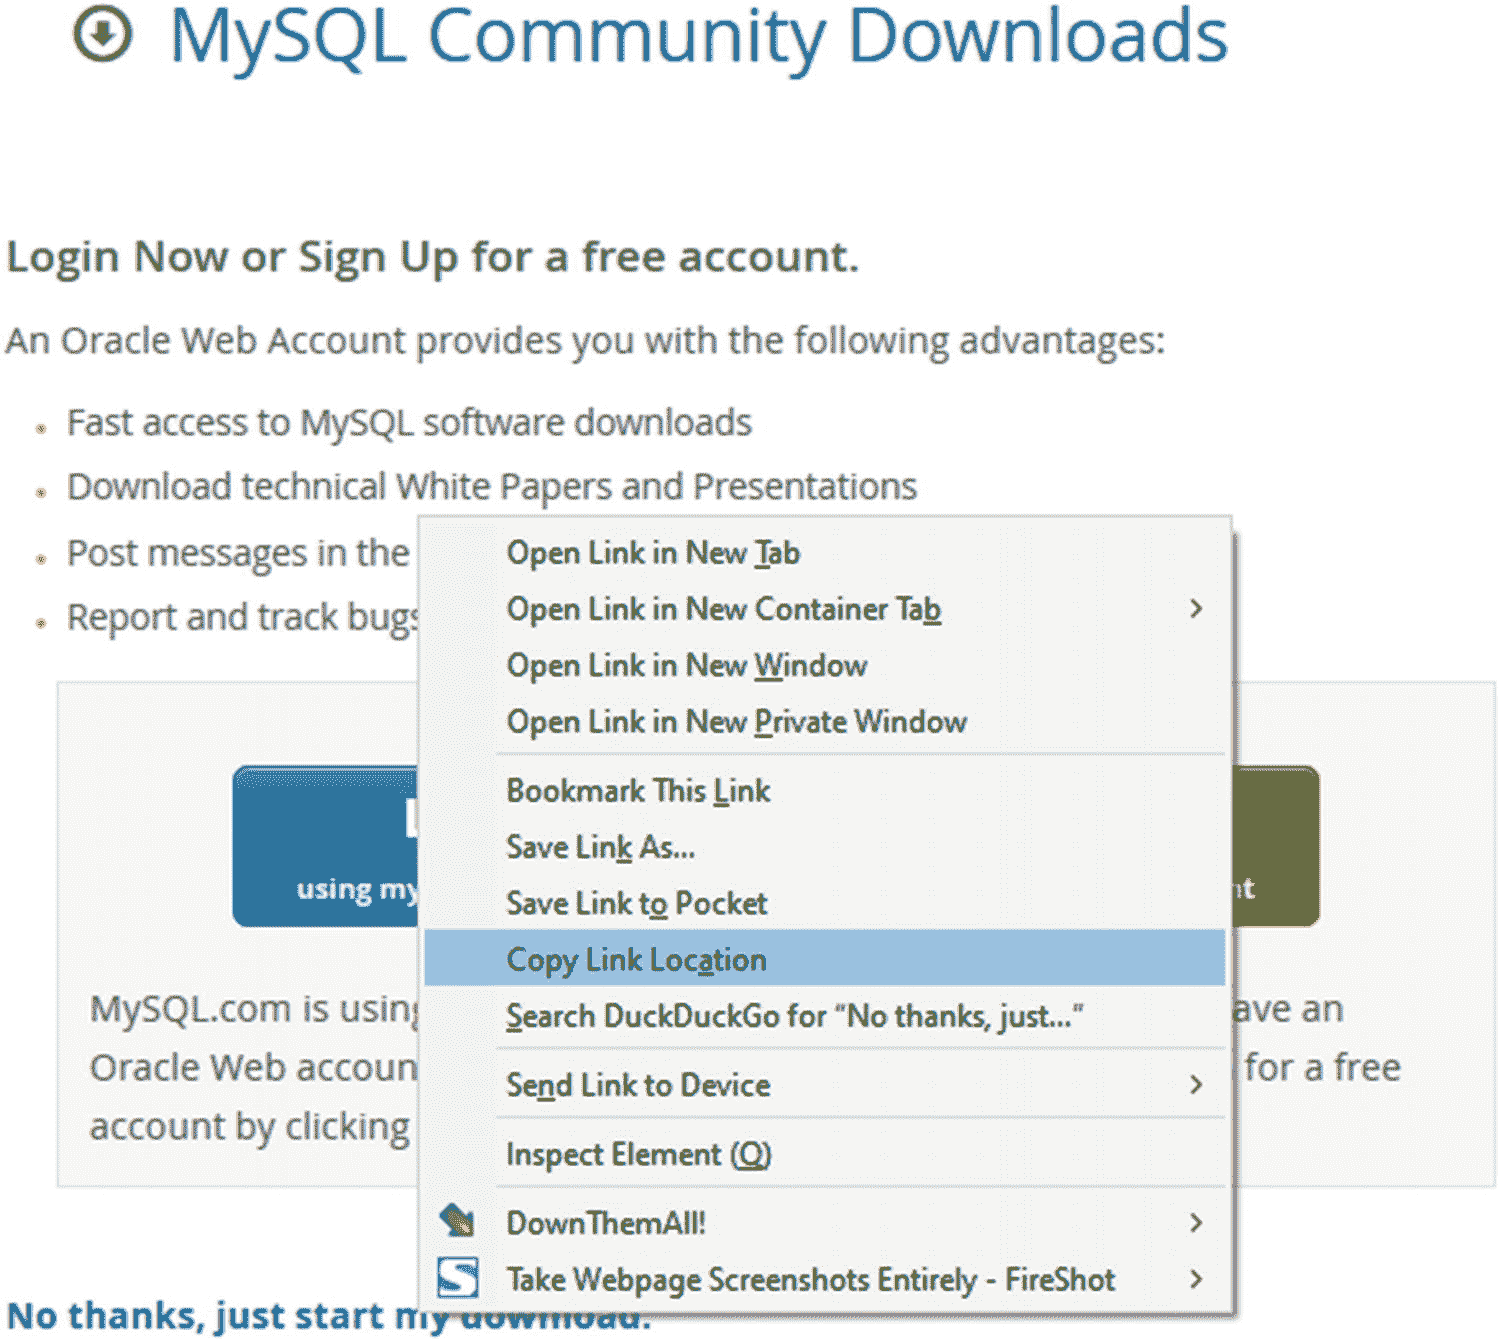 MySQL Community Downloads
Login Now or Sign Up for a free account.
An Oracle Web Account provides you with the following advantages:
Fast access to MySQL software downloads
Download technical White Papers and Presentations
Post messages in the
Report and track bugs
Open Link in New Tab
Open Link in New Container Tab
Open Link in New Window
Open Link in New Private Window
Bookmark This Link
Save Link As...
Save Link to Pocket
Copy Link Location
Search DuckDuckGo for “No thanks, just...”
Send Link to Device
Inspect Element (Q)
DownThemAll!
Take Webpage Screenshots Entirely - FireShot
using my
MySQL.com is using
Oracle Web accoun for a free
account by clicking
No thanks, just start my download.